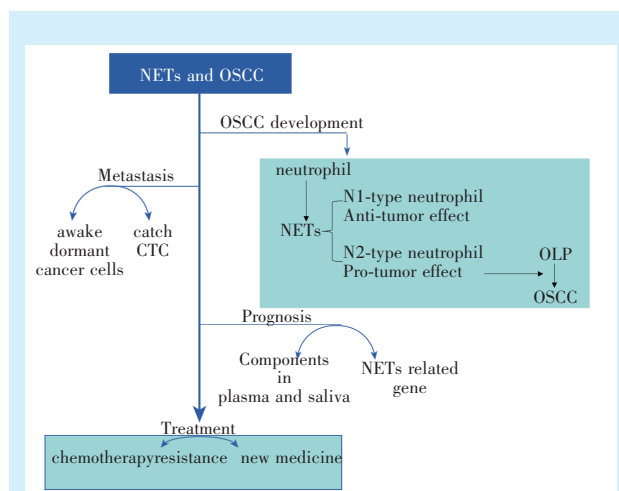 NETs and OSCC
OSCC development
neutrophil
NETs
N1-type neutrophil
Anti-tumor effect
N2-type neutrophil
Pro-tumor effect
OLP
OSCC
Metastasis
awake
dormant
cancer cells
catch
CTC
Prognosis
Components
in
plasma and saliva
NETs related
gene
Treatment
chemotherapyresistance
new medicine